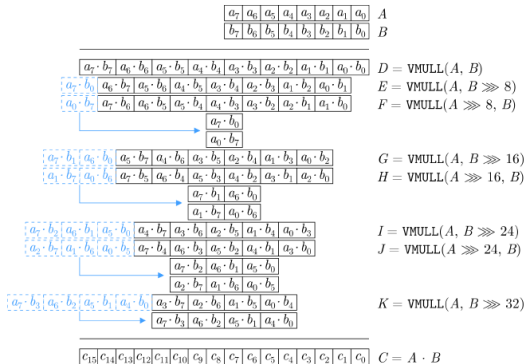 a₇ a₆ a₅ a₄ a₃ a₂ a₁ a₀ A
b₇ b₆ b₅ b₄ b₃ b₂ b₁ b₀ B
a₇·b₇ a₆·b₆ a₅·b₅ a₄·b₄ a₃·b₃ a₂·b₂ a₁·b₁ a₀·b₀ D = VMULL(A, B)
a₇·b₀ a₆·b₇ a₅·b₆ a₄·b₅ a₃·b₄ a₂·b₃ a₁·b₂ a₀·b₁ E = VMULL(A, B ⋙ 8)
a₀·b₇ a₇·b₆ a₆·b₅ a₅·b₄ a₄·b₃ a₃·b₂ a₂·b₁ a₁·b₀ F = VMULL(A ⋙ 8, B)
a₇·b₀
a₀·b₇
a₇·b₁ a₆·b₀ a₅·b₇ a₄·b₆ a₃·b₅ a₂·b₄ a₁·b₃ a₀·b₂ G = VMULL(A, B ⋙ 16)
a₁·b₇ a₀·b₆ a₇·b₅ a₆·b₄ a₅·b₃ a₄·b₂ a₃·b₁ a₂·b₀ H = VMULL(A ⋙ 16, B)
a₇·b₁ a₆·b₀
a₁·b₇ a₀·b₆
a₇·b₂ a₆·b₁ a₅·b₀ a₄·b₇ a₃·b₆ a₂·b₅ a₁·b₄ a₀·b₃ I = VMULL(A, B ⋙ 24)
a₂·b₇ a₁·b₆ a₀·b₅ a₇·b₄ a₆·b₃ a₅·b₂ a₄·b₁ a₃·b₀ J = VMULL(A ⋙ 24, B)
a₇·b₂ a₆·b₁ a₅·b₀
a₂·b₇ a₁·b₆ a₀·b₅
a₇·b₃ a₆·b₂ a₅·b₁ a₄·b₀ a₃·b₇ a₂·b₆ a₁·b₅ a₀·b₄ K = VMULL(A, B ⋙ 32)
a₇·b₃ a₆·b₂ a₅·b₁ a₄·b₀
c₁₅ c₁₄ c₁₃ c₁₂ c₁₁ c₁₀ c₉ c₈ c₇ c₆ c₅ c₄ c₃ c₂ c₁ c₀ C = A · B